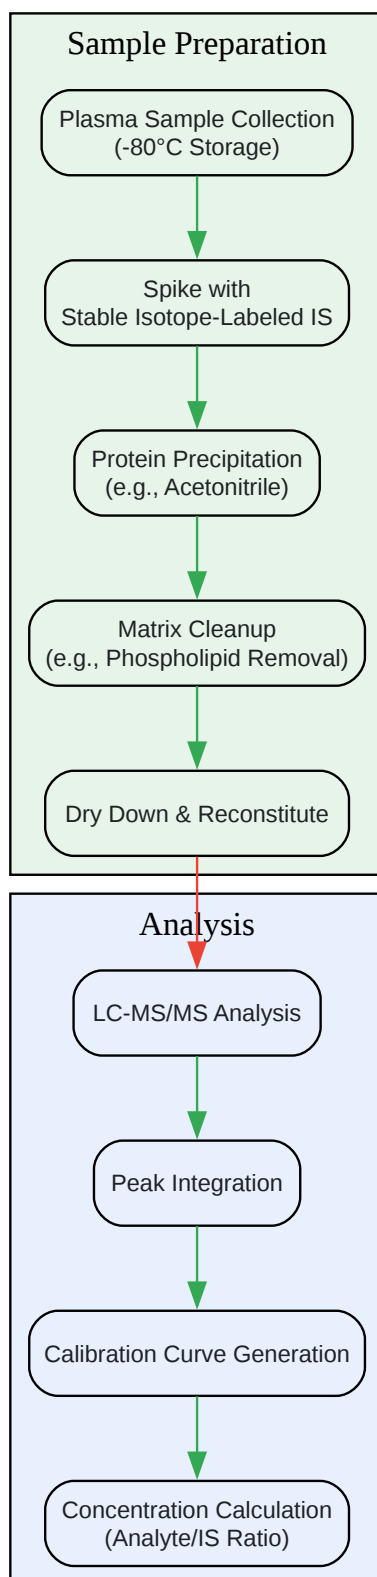 Sample Preparation
Plasma Sample Collection
(-80°C Storage)
Spike with
Stable Isotope-Labeled IS
Protein Precipitation
(e.g., Acetonitrile)
Matrix Cleanup
(e.g., Phospholipid Removal)
Dry Down & Reconstitute
Analysis
LC-MS/MS Analysis
Peak Integration
Calibration Curve Generation
Concentration Calculation
(Analyte/IS Ratio)